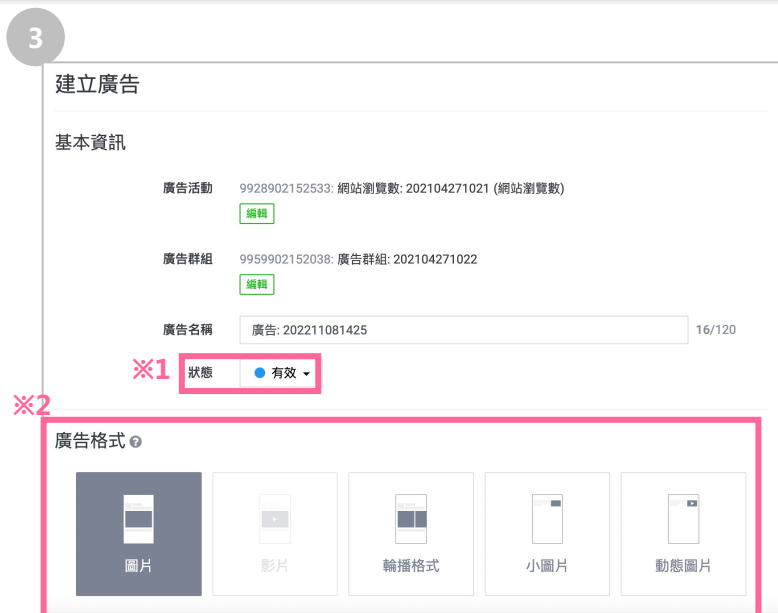 3
建立廣告
基本資訊
廣告活動 9928902152533: 網站瀏覽數: 202104271021 (網站瀏覽數)
編輯
廣告群組 9959902152038: 廣告群組: 202104271022
編輯
廣告名稱 廣告: 202211081425 16/120
※1 狀態 有效
※2
廣告格式 ?
圖片 影片 輪播格式 小圖片 動態圖片